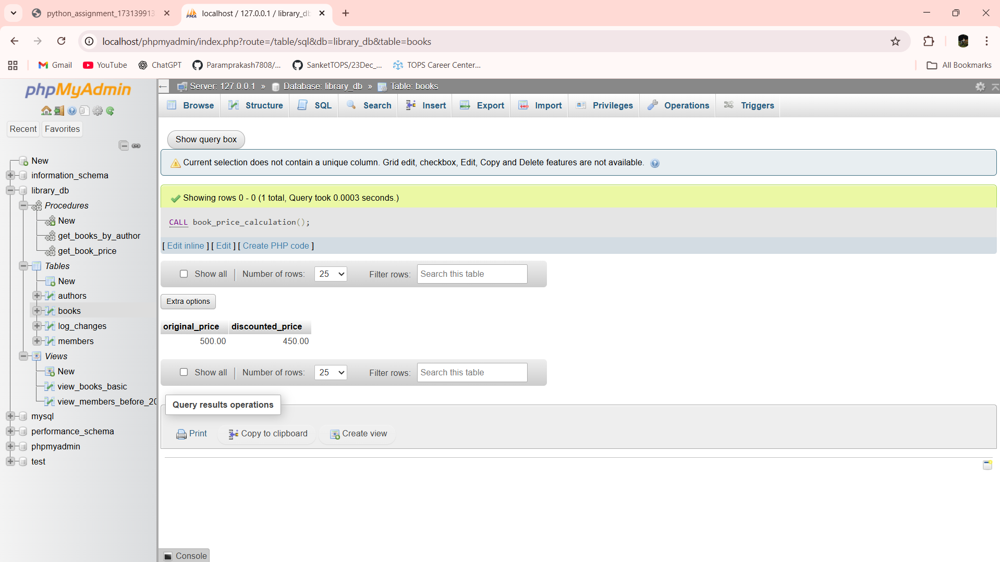 python_assignment_173139913
localhost / 127.0.0.1 / library_db
localhost/phpmyadmin/index.php?route=/table/sql&db=library_db&table=books
Gmail
YouTube
ChatGPT
Paramprakash7808/...
SanketTOPS/23Dec_...
TOPS Career Center...
All Bookmarks
phpMyAdmin
Recent
Favorites
New
information_schema
library_db
Procedures
New
get_books_by_author
get_book_price
Tables
New
authors
books
log_changes
members
Views
New
view_books_basic
view_members_before_20
mysql
performance_schema
phpmyadmin
test
Server: 127.0.0.1 » Database: library_db » Table: books
Browse
Structure
SQL
Search
Insert
Export
Import
Privileges
Operations
Triggers
Show query box
Current selection does not contain a unique column. Grid edit, checkbox, Edit, Copy and Delete features are not available.
Showing rows 0 - 0 (1 total, Query took 0.0003 seconds.)
CALL book_price_calculation();
[ Edit inline ] [ Edit ] [ Create PHP code ]
Show all | Number of rows: 25 Filter rows: Search this table
Extra options
original_price discounted_price
500.00 450.00
Show all | Number of rows: 25 Filter rows: Search this table
Query results operations
Print
Copy to clipboard
Create view
Console